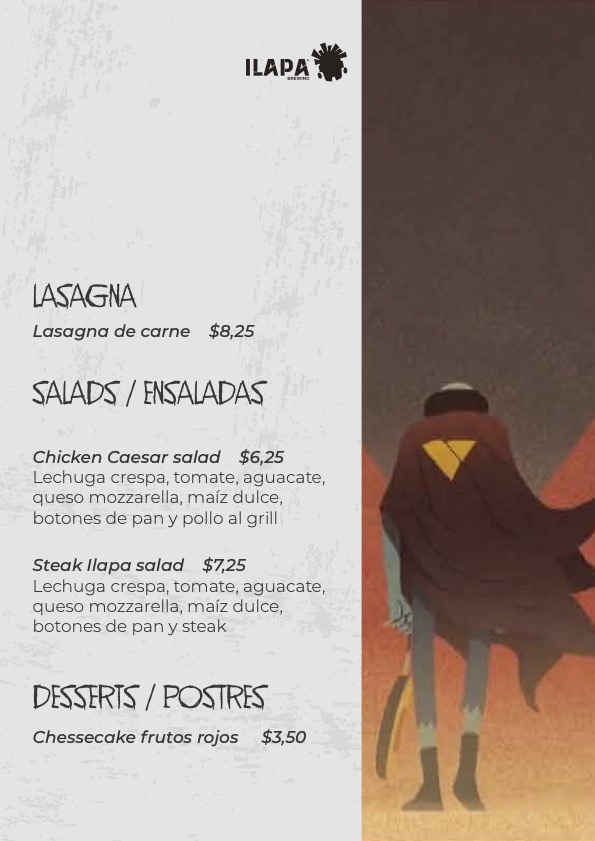 ILAPA
BREWING
LASAGNA
Lasagna de carne $8,25
SALADS / ENSALADAS
Chicken Caesar salad $6,25
Lechuga crespa, tomate, aguacate,
queso mozzarella, maíz dulce,
botones de pan y pollo al grill
Steak Ilapa salad $7,25
Lechuga crespa, tomate, aguacate,
queso mozzarella, maíz dulce,
botones de pan y steak
DESSERTS / POSTRES
Chessecake frutos rojos $3,50